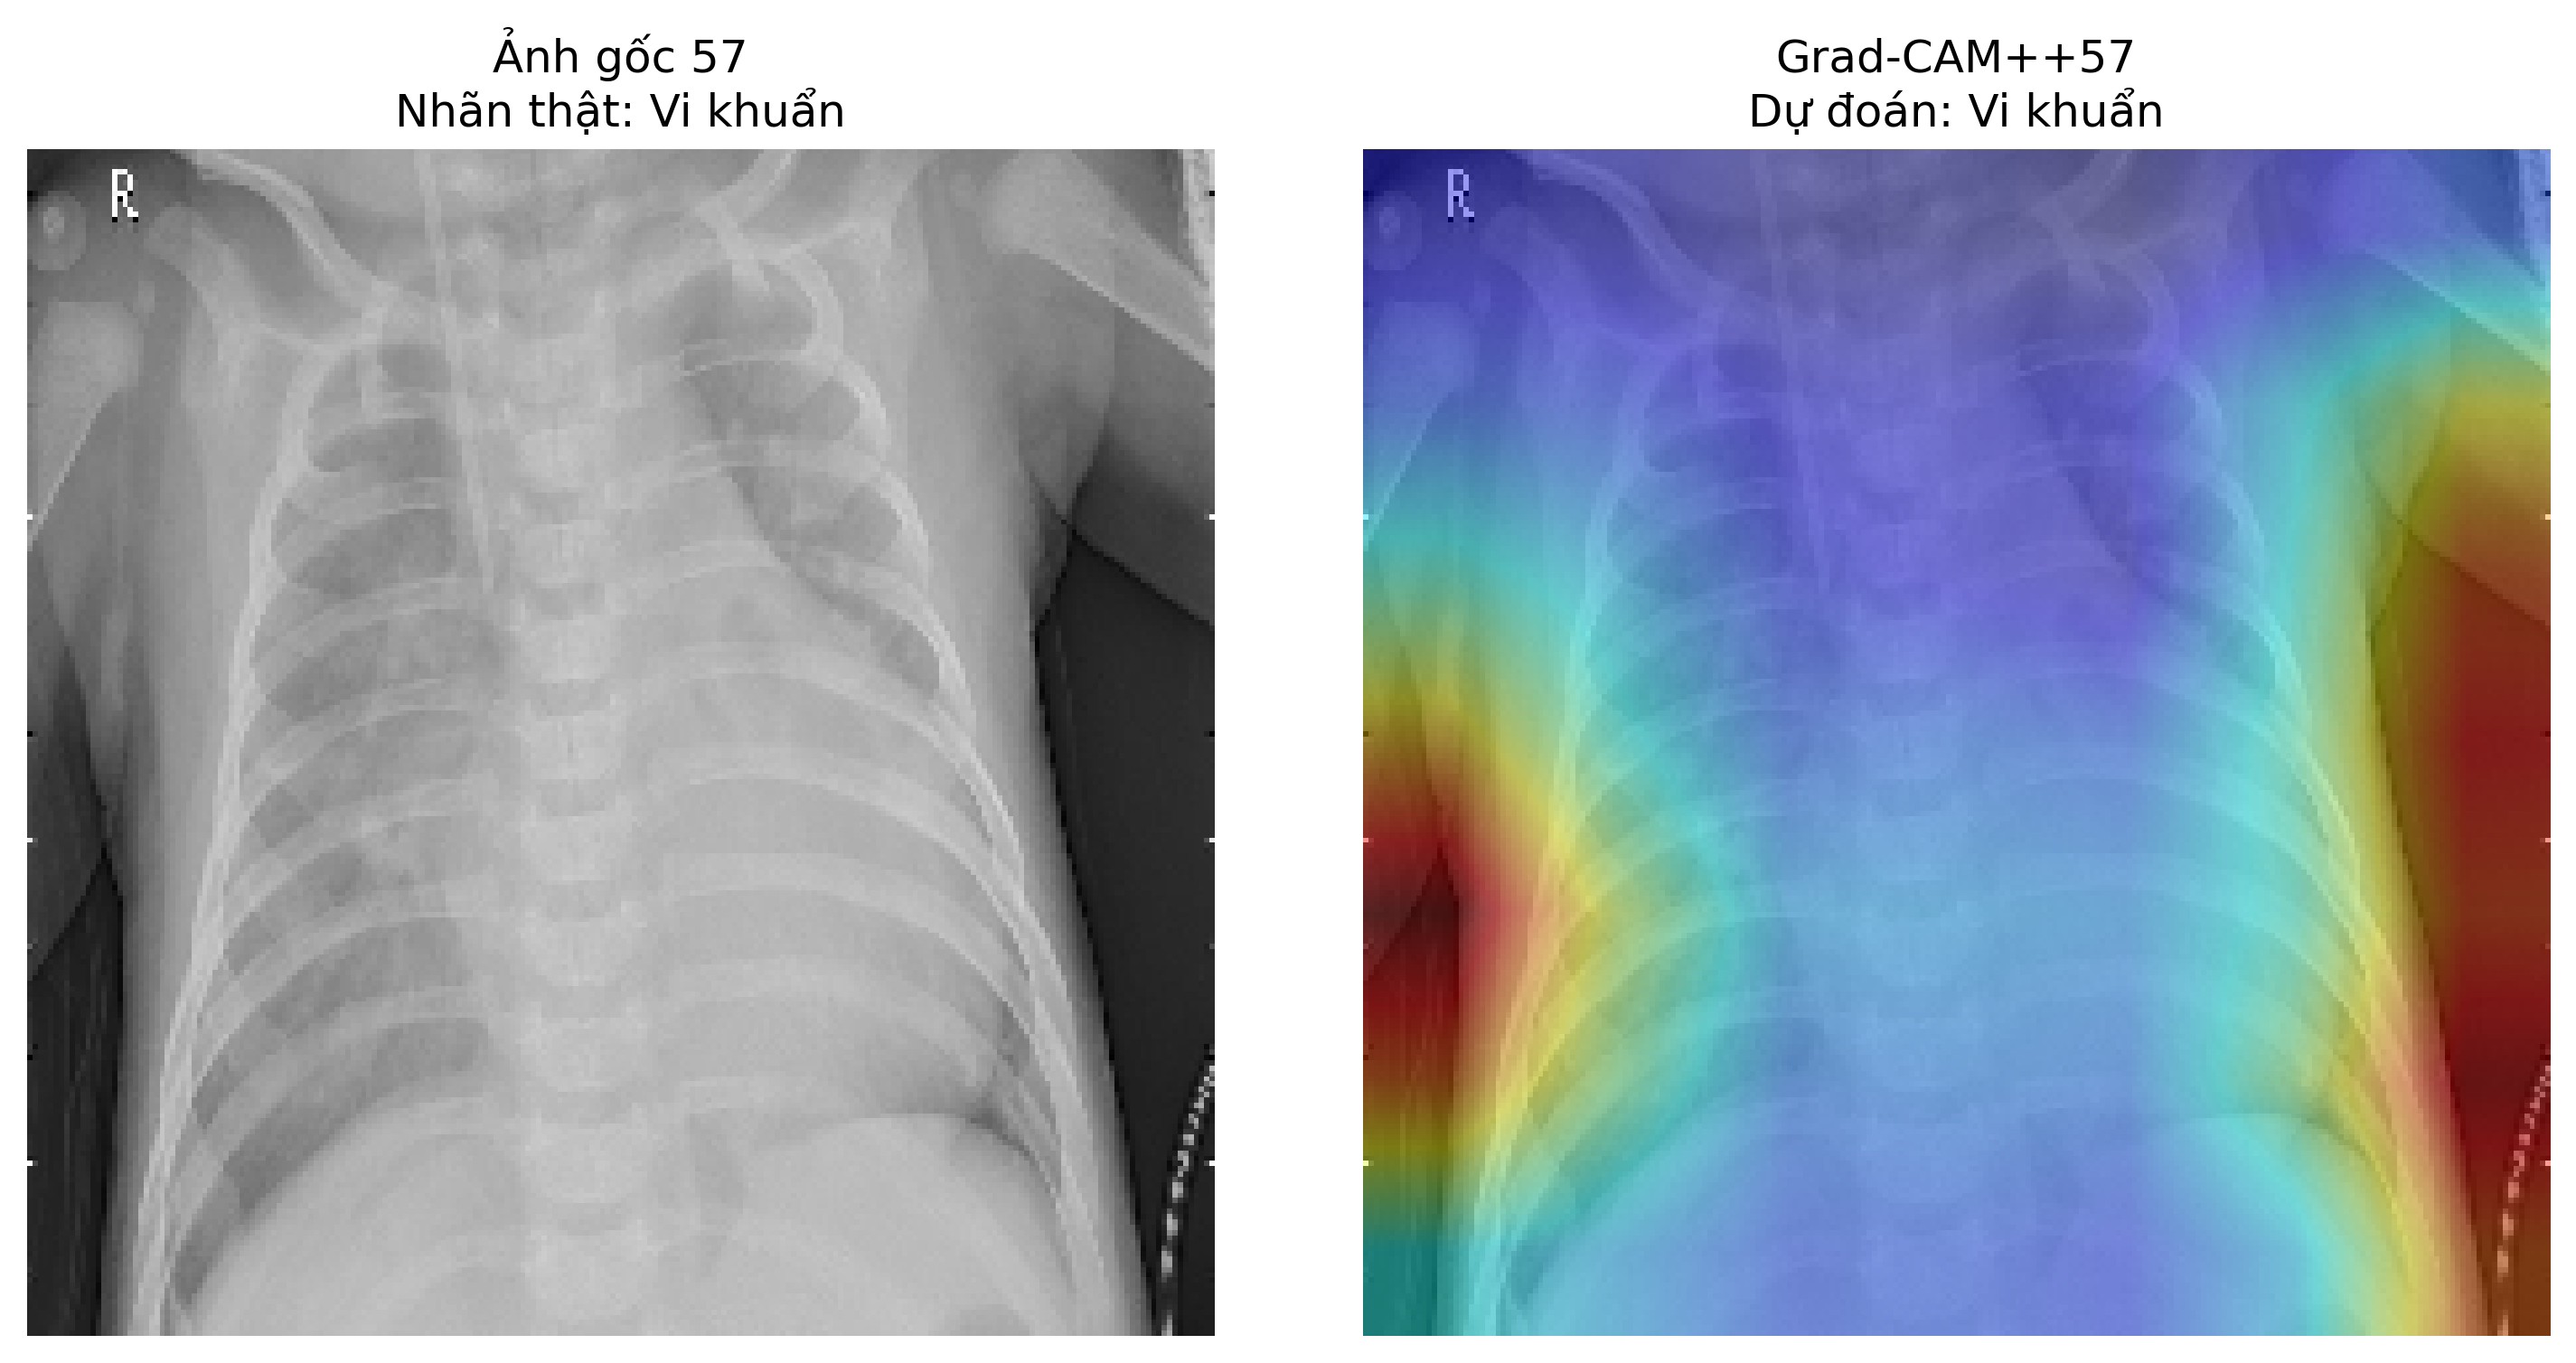 Ảnh gốc 57
Nhãn thật: Vi khuẩn
R
Grad-CAM++57
Dự đoán: Vi khuẩn
R